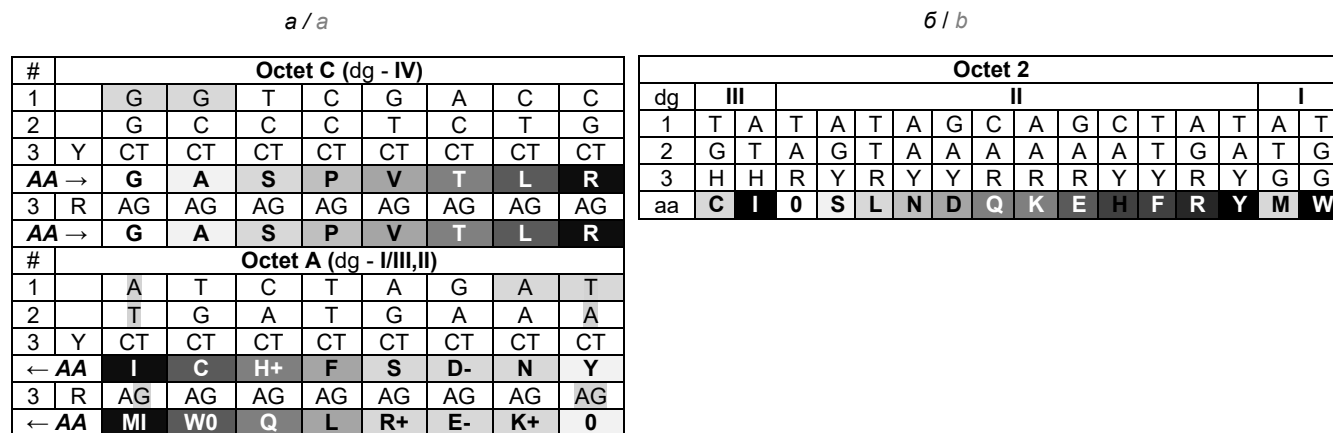 а / a
б / b
# Octet C (dg - IV)
1 G G T C G A C C
2 G C C C T C T G
3 Y CT CT CT CT CT CT CT CT
AA → G A S P V T L R
3 R AG AG AG AG AG AG AG AG
AA → G A S P V T L R
# Octet A (dg - I/III,II)
1 A T C T A G A T
2 T G A T G A A A
3 Y CT CT CT CT CT CT CT CT
← AA I C H+ F S D- N Y
3 R AG AG AG AG AG AG AG AG
← AA MI W0 Q L R+ E- K+ 0
Octet 2
dg III II I
1 T A T A T A G C A G C T A T A T
2 G T A G T A A A A A A T G A T G
3 H H R Y R Y Y R R R Y Y R Y G G
aa C I 0 S L N D Q K E H F R Y M W